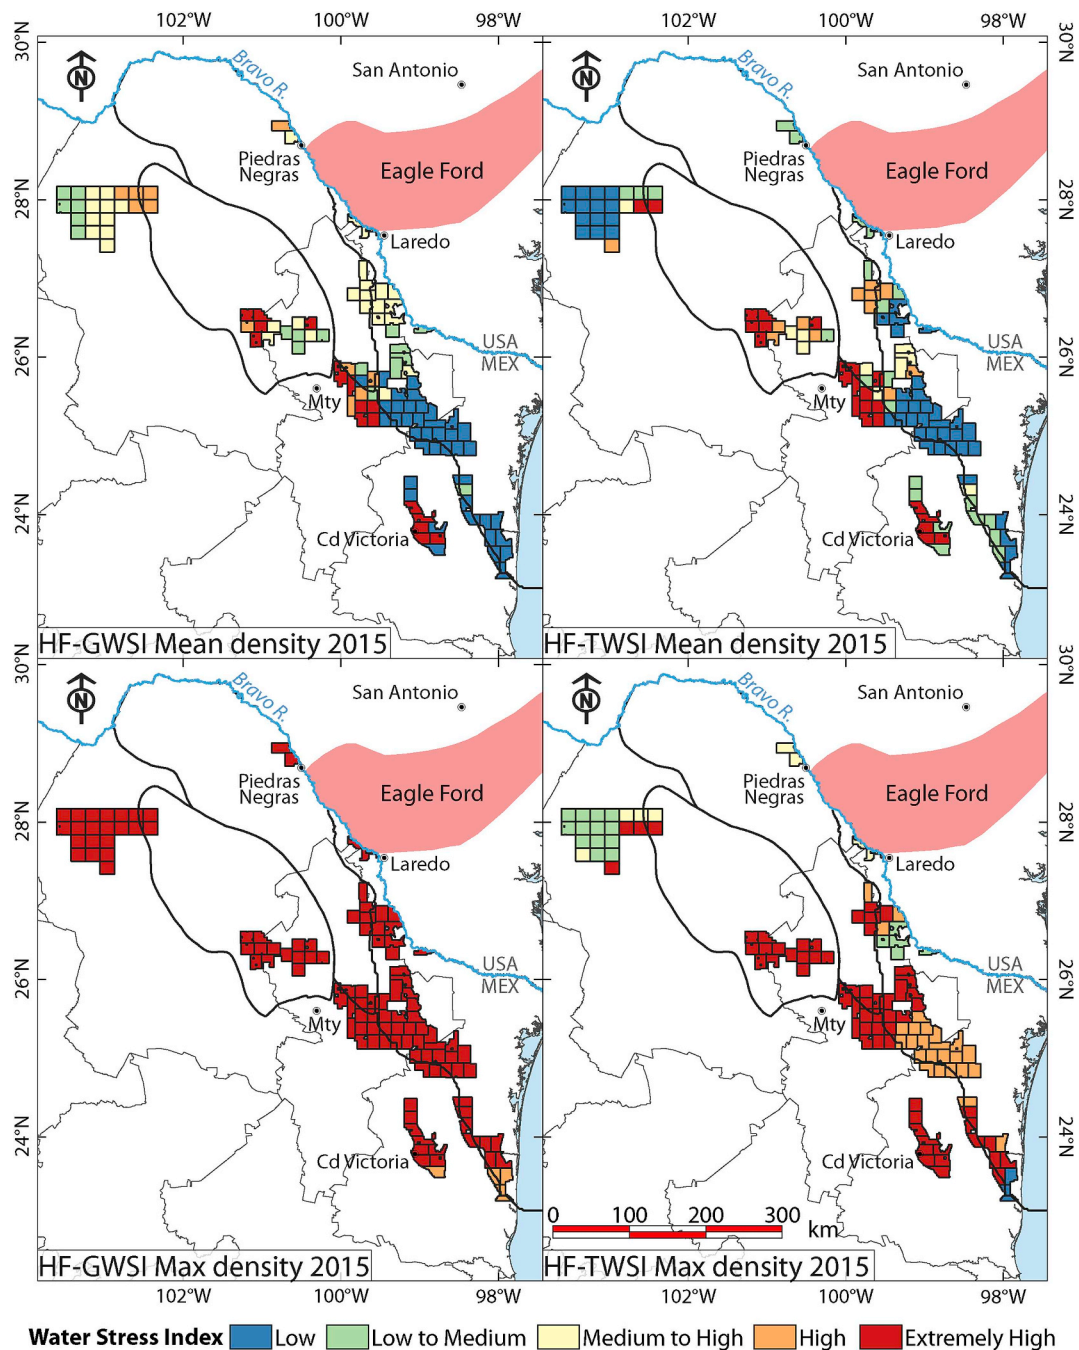 102°W 100°W 98°W 102°W 100°W 98°W
30°N 30°N
Bravo R. San Antonio Bravo R. San Antonio
N N
Piedras Negras Eagle Ford Piedras Negras Eagle Ford
28°N 28°N
Laredo Laredo
USA USA
26°N MEX MEX 26°N
Mty Mty
24°N 24°N
Cd Victoria Cd Victoria
HF-GWSI Mean density 2015 HF-TWSI Mean density 2015
30°N 30°N
Bravo R. San Antonio Bravo R. San Antonio
N N
Piedras Negras Eagle Ford Piedras Negras Eagle Ford
28°N 28°N
Laredo Laredo
USA USA
26°N MEX MEX 26°N
Mty Mty
24°N 24°N
Cd Victoria Cd Victoria
0 100 200 300
km
HF-GWSI Max density 2015 HF-TWSI Max density 2015
102°W 100°W 98°W 102°W 100°W 98°W
Water Stress Index Low Low to Medium Medium to High High Extremely High